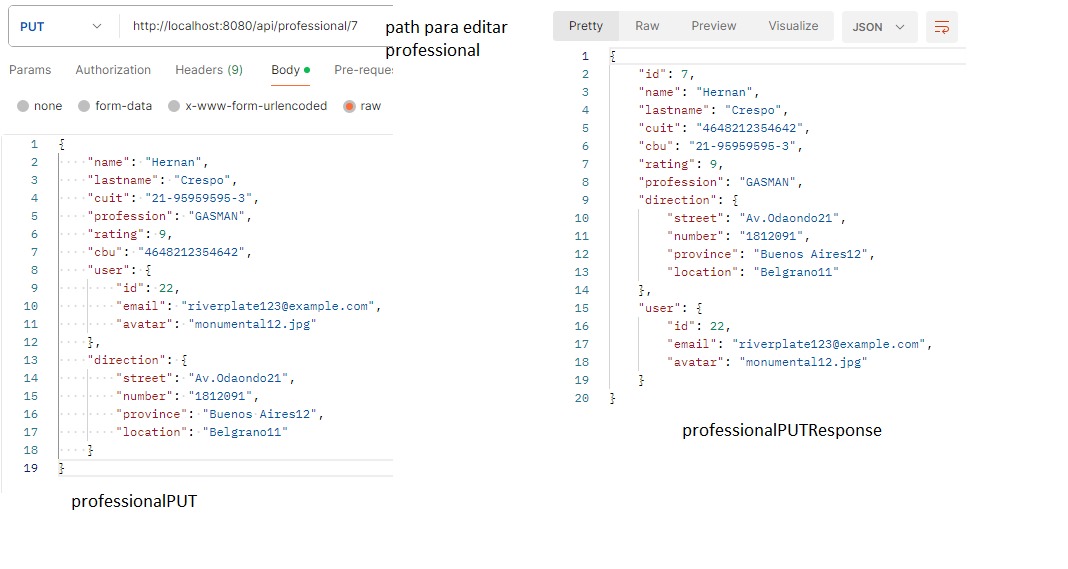 PUT http://localhost:8080/api/professional/7
path para editar
professional
Params Authorization Headers (9) Body Pre-reques
none form-data x-www-form-urlencoded raw
1 {
2 "name": "Hernan",
3 "lastname": "Crespo",
4 "cuit": "21-95959595-3",
5 "profession": "GASMAN",
6 "rating": 9,
7 "cbu": "4648212354642",
8 "user": {
9 "id": 22,
10 "email": "riverplate123@example.com",
11 "avatar": "monumental12.jpg"
12 },
13 "direction": {
14 "street": "Av.Odaondo21",
15 "number": "1812091",
16 "province": "Buenos Aires12",
17 "location": "Belgrano11"
18 }
19 }
professionalPUT
Pretty Raw Preview Visualize JSON
1 {
2 "id": 7,
3 "name": "Hernan",
4 "lastname": "Crespo",
5 "cuit": "4648212354642",
6 "cbu": "21-95959595-3",
7 "rating": 9,
8 "profession": "GASMAN",
9 "direction": {
10 "street": "Av.Odaondo21",
11 "number": "1812091",
12 "province": "Buenos Aires12",
13 "location": "Belgrano11"
14 },
15 "user": {
16 "id": 22,
17 "email": "riverplate123@example.com",
18 "avatar": "monumental12.jpg"
19 }
20 }
professionalPUTResponse